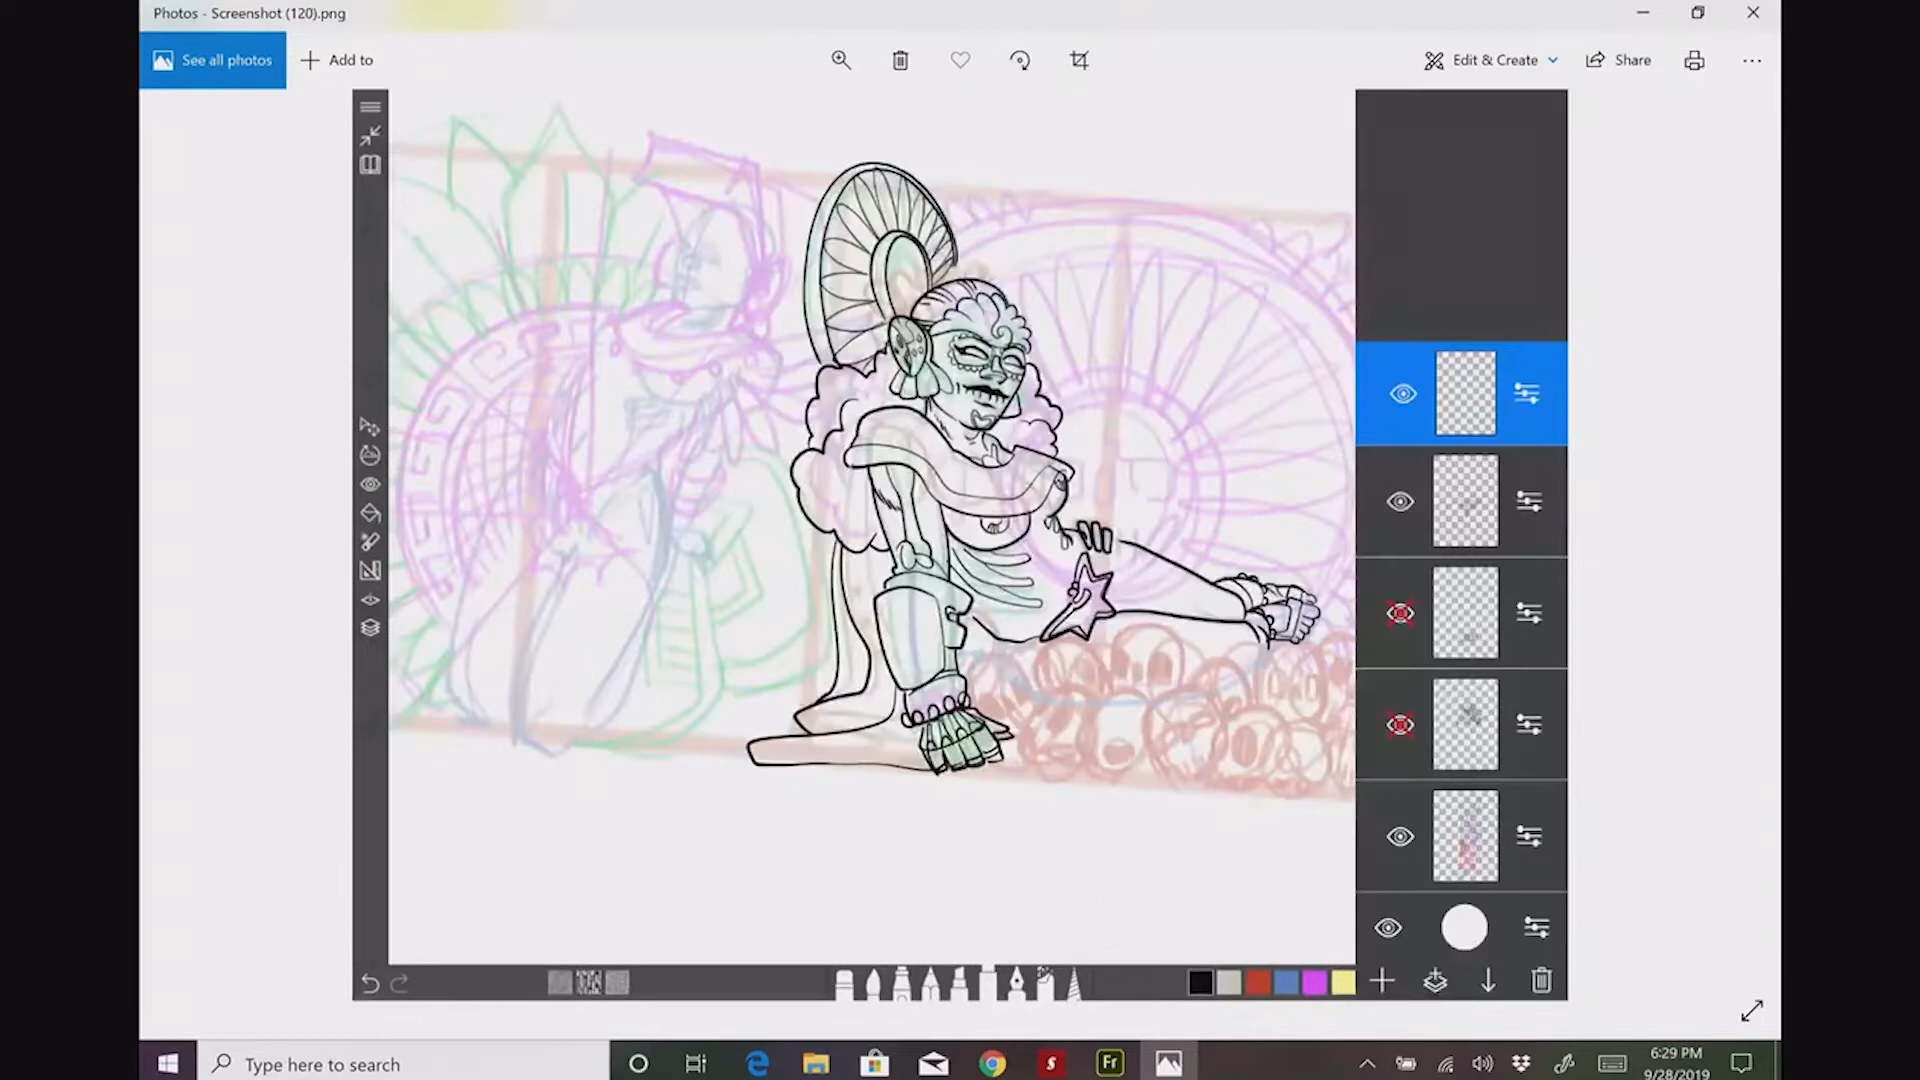 Photos - Screenshot (120).png
See all photos
Add to
Edit & Create
Share
Type here to search
Fr
6:29 PM
9/28/2019